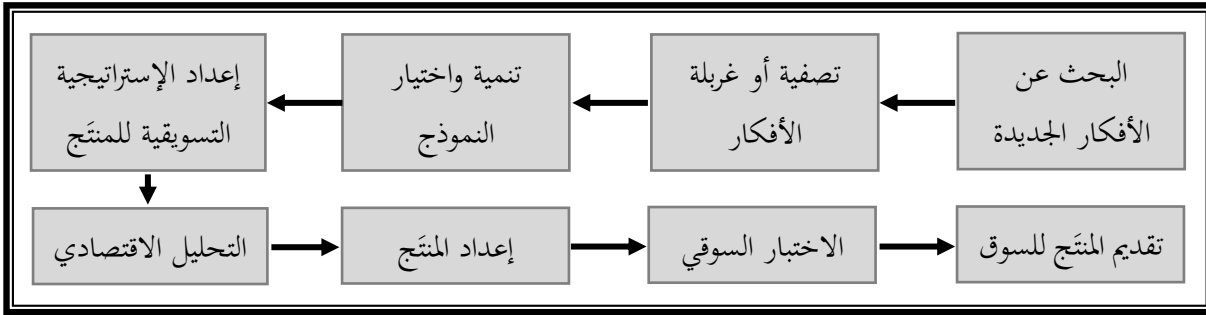 البحث عن
الأفكار الجديدة
تصفية أو غربلة
الأفكار
تنمية واختيار
النموذج
إعداد الإستراتيجية
التسويقية للمنتَج
التحليل الاقتصادي
إعداد المنتَج
الاختبار السوقي
تقديم المنتَج للسوق